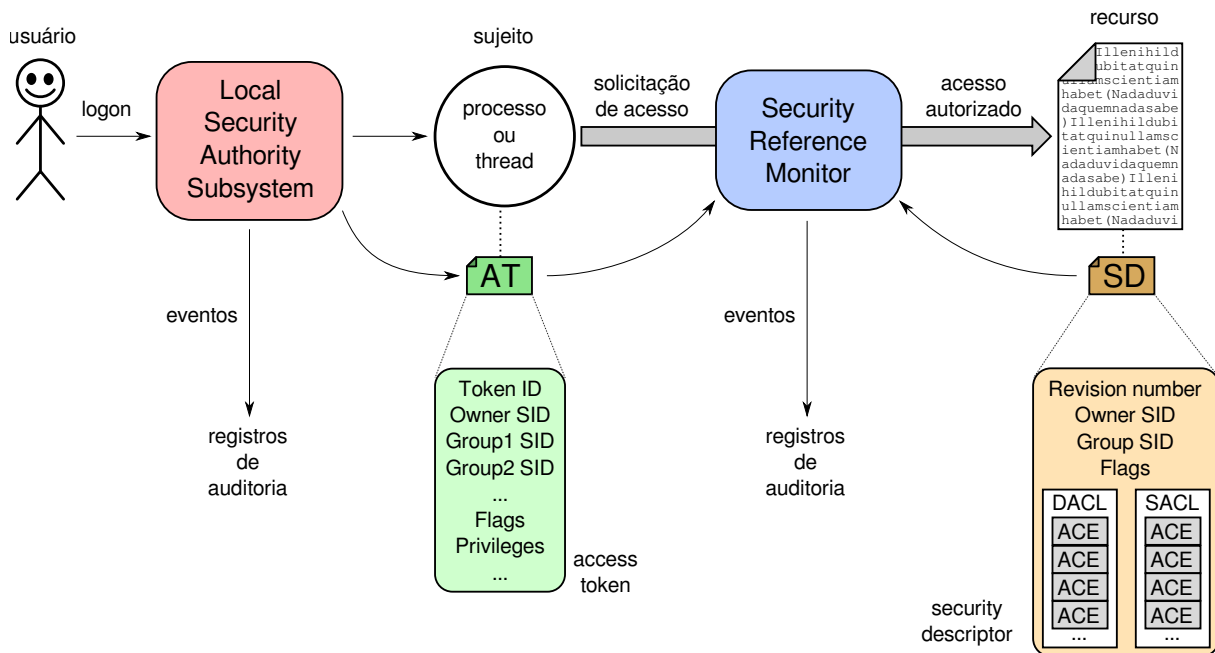 usuário
logon
Local
Security
Authority
Subsystem
sujeito
processo
ou
thread
solicitação
de acesso
Security
Reference
Monitor
acesso
autorizado
recurso
Illenihild
ubitatquin
ullamscientiam
habet(Nadaduvi
daquemnadasabe
)Illenihildubi
tatquinullamsc
ientiamhabet(N
adaduvidaquemn
adasabe)Illeni
hildubitatquin
ullamscientiam
habet(Nadaduvi
AT
SD
eventos
registros
de
auditoria
Token ID
Owner SID
Group1 SID
Group2 SID
...
Flags
Privileges
...
access
token
eventos
registros
de
auditoria
Revision number
Owner SID
Group SID
Flags
DACL
ACE
ACE
ACE
ACE
...
SACL
ACE
ACE
ACE
ACE
...
security
descriptor